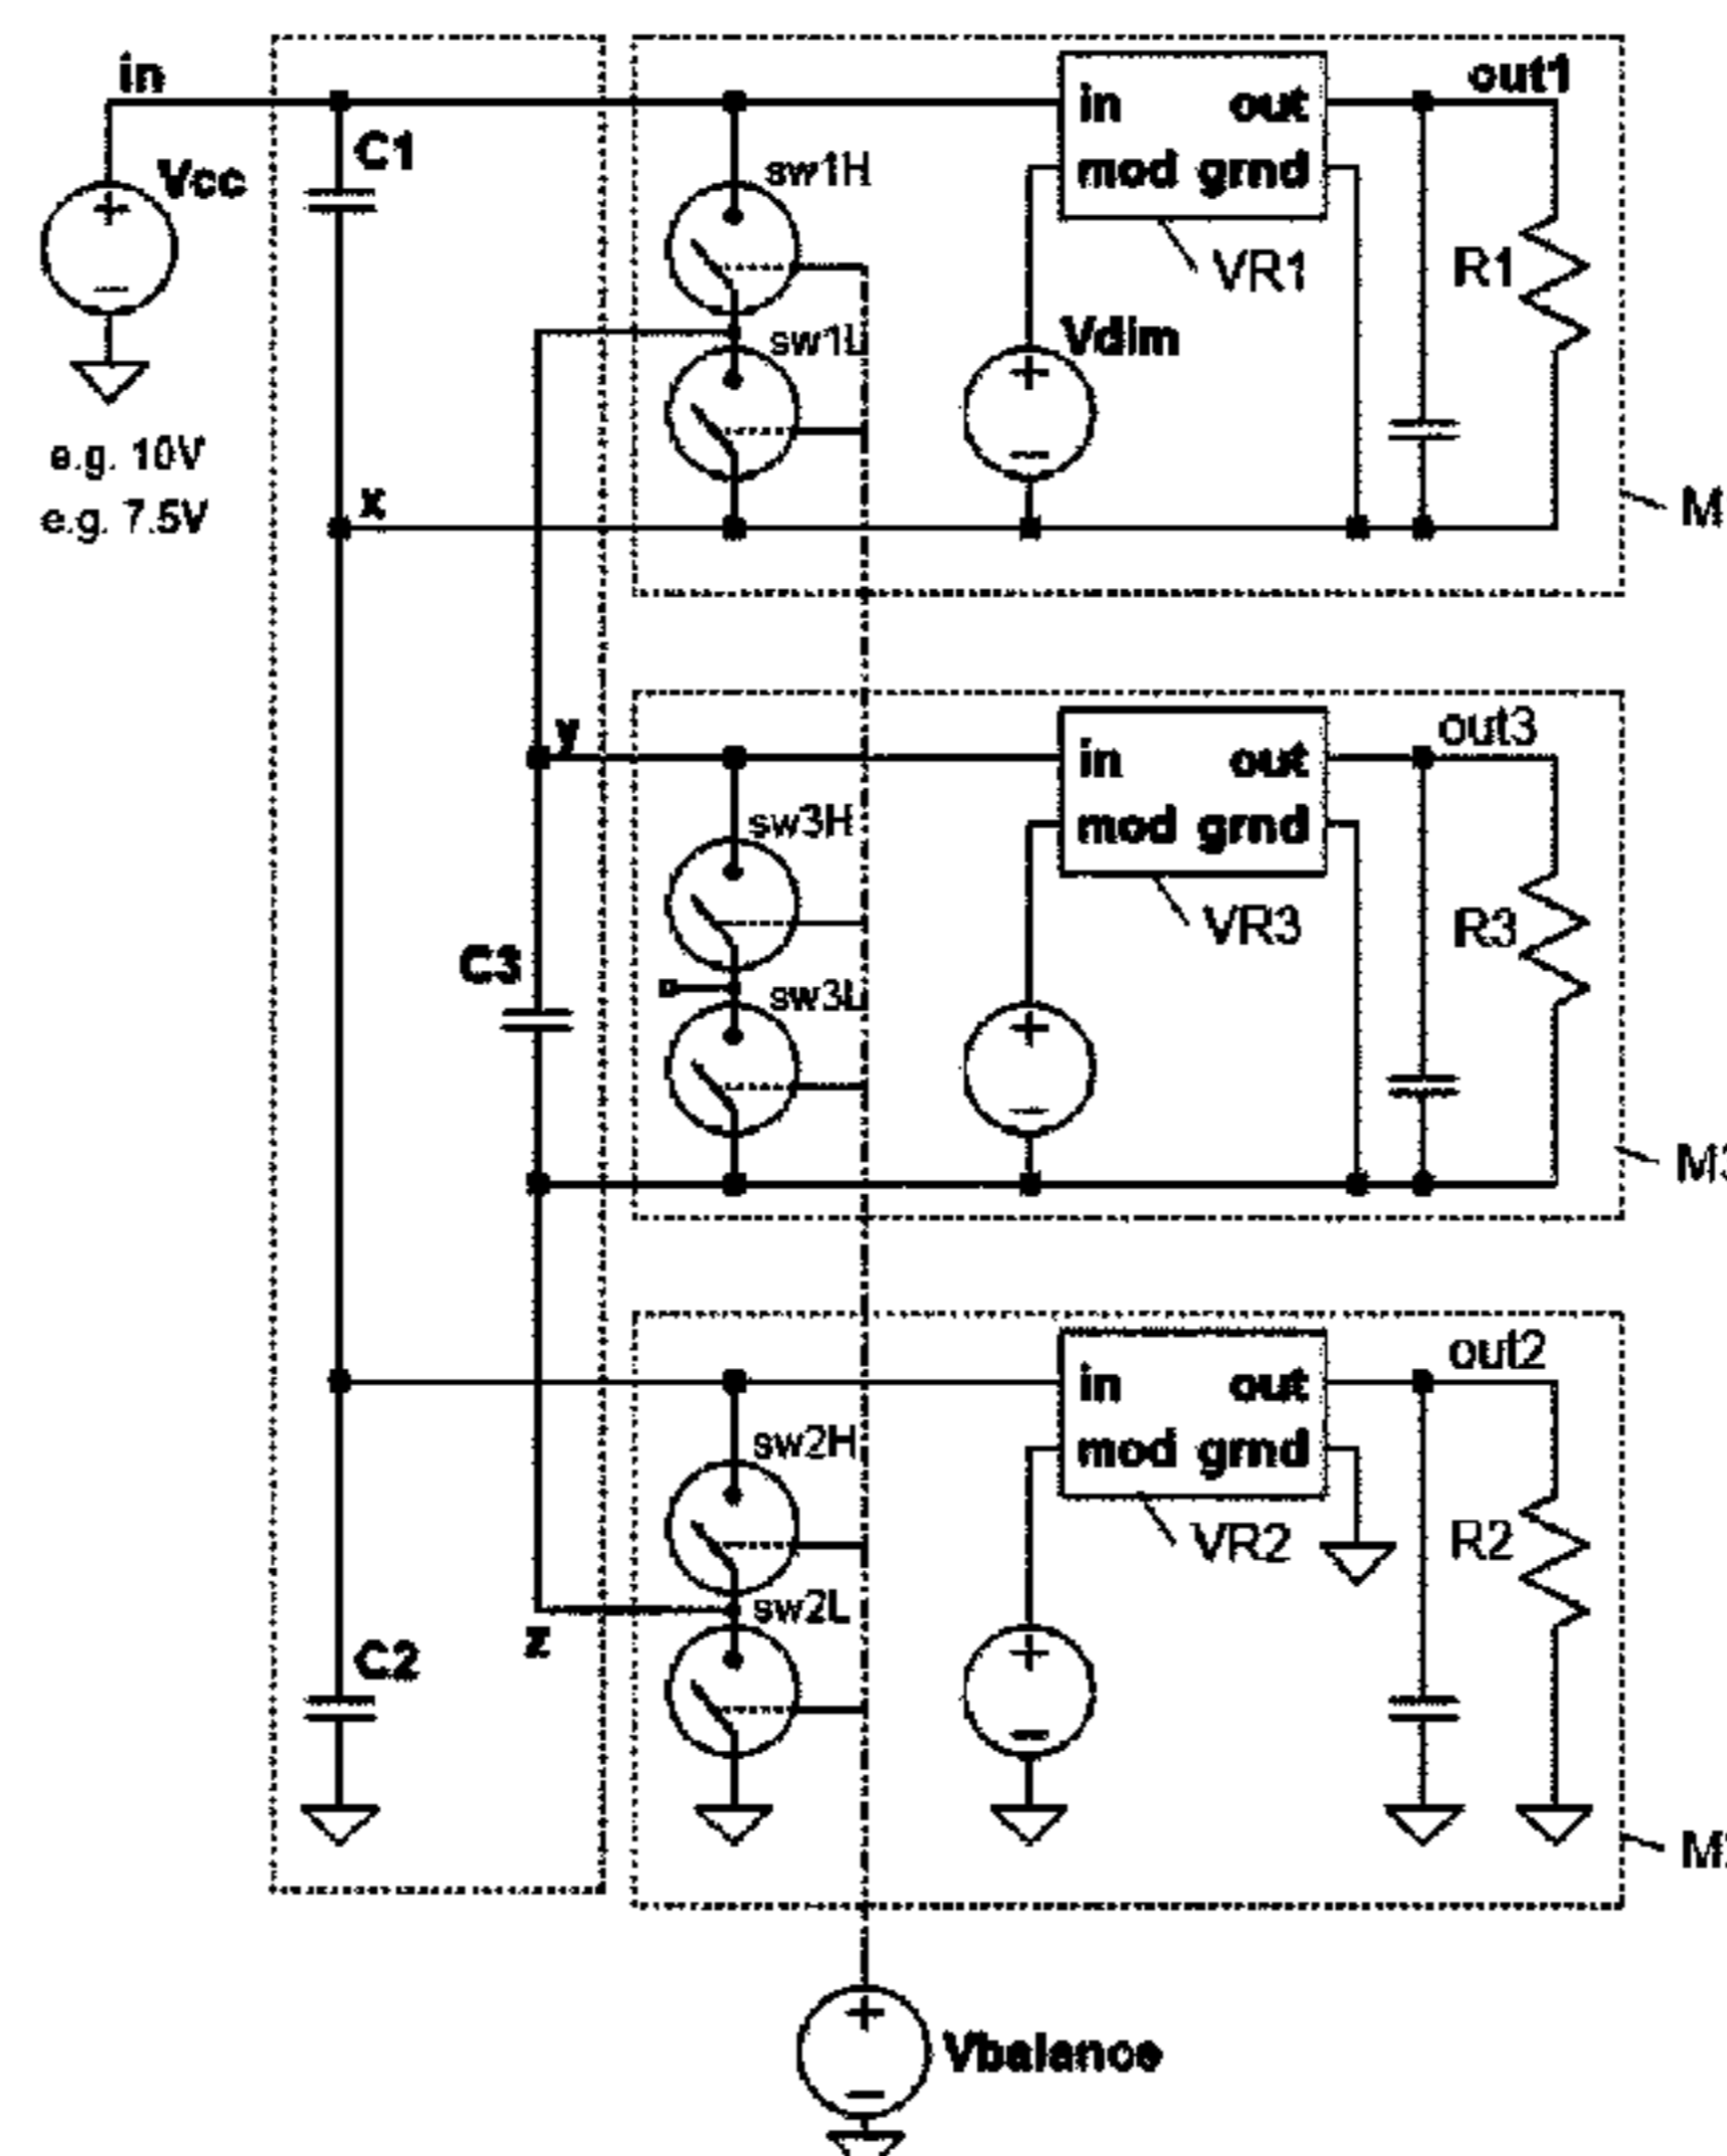 in
Vcc
e.g. 10V
e.g. 7.5V
C1
x
sw1H
sw1L
in out
mod grnd
VR1
Vdim
out1
R1
y
C3
sw3H
sw3L
in out
mod grnd
VR3
out3
R3
M3
sw2H
sw2L
z
C2
in out
mod grnd
VR2
out2
R2
Vbalance